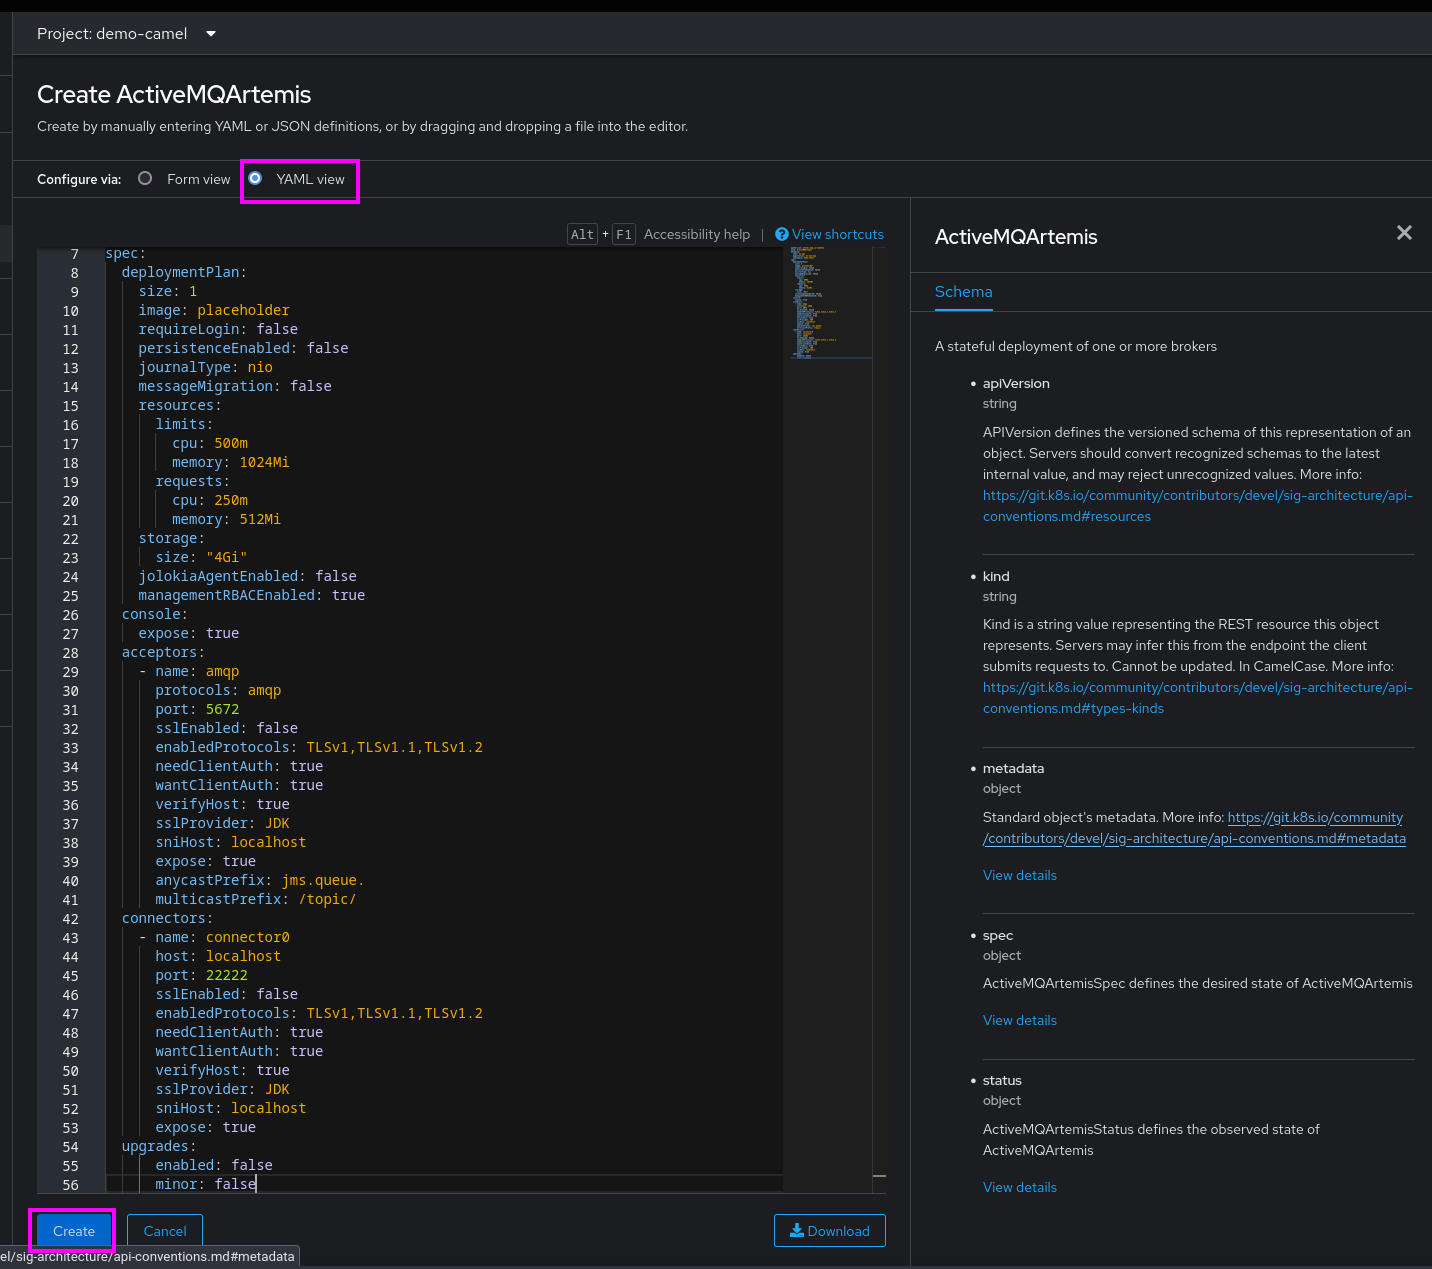 Project: demo-camel
Create ActiveMQArtemis
Create by manually entering YAML or JSON definitions, or by dragging and dropping a file into the editor.
Configure via: Form view YAML view
Alt + F1 Accessibility help | View shortcuts
7 spec:
8 deploymentPlan:
9 size: 1
10 image: placeholder
11 requireLogin: false
12 persistenceEnabled: false
13 journalType: nio
14 messageMigration: false
15 resources:
16 limits:
17 cpu: 500m
18 memory: 1024Mi
19 requests:
20 cpu: 250m
21 memory: 512Mi
22 storage:
23 size: "4Gi"
24 jolokiaAgentEnabled: false
25 managementRBACEnabled: true
26 console:
27 expose: true
28 acceptors:
29 - name: amqp
30 protocols: amqp
31 port: 5672
32 sslEnabled: false
33 enabledProtocols: TLSv1,TLSv1.1,TLSv1.2
34 needClientAuth: true
35 wantClientAuth: true
36 verifyHost: true
37 sslProvider: JDK
38 sniHost: localhost
39 expose: true
40 anycastPrefix: jms.queue.
41 multicastPrefix: /topic/
42 connectors:
43 - name: connector0
44 host: localhost
45 port: 22222
46 sslEnabled: false
47 enabledProtocols: TLSv1,TLSv1.1,TLSv1.2
48 needClientAuth: true
49 wantClientAuth: true
50 verifyHost: true
51 sslProvider: JDK
52 sniHost: localhost
53 expose: true
54 upgrades:
55 enabled: false
56 minor: false
Create Cancel Download
el/sig-architecture/api-conventions.md#metadata
ActiveMQArtemis
Schema
A stateful deployment of one or more brokers
• apiVersion
string
APIVersion defines the versioned schema of this representation of an
object. Servers should convert recognized schemas to the latest
internal value, and may reject unrecognized values. More info:
https://git.k8s.io/community/contributors/devel/sig-architecture/api-
conventions.md#resources
• kind
string
Kind is a string value representing the REST resource this object
represents. Servers may infer this from the endpoint the client
submits requests to. Cannot be updated. In CamelCase. More info:
https://git.k8s.io/community/contributors/devel/sig-architecture/api-
conventions.md#types-kinds
• metadata
object
Standard object's metadata. More info: https://git.k8s.io/community
/contributors/devel/sig-architecture/api-conventions.md#metadata
View details
• spec
object
ActiveMQArtemisSpec defines the desired state of ActiveMQArtemis
View details
• status
object
ActiveMQArtemisStatus defines the observed state of
ActiveMQArtemis
View details